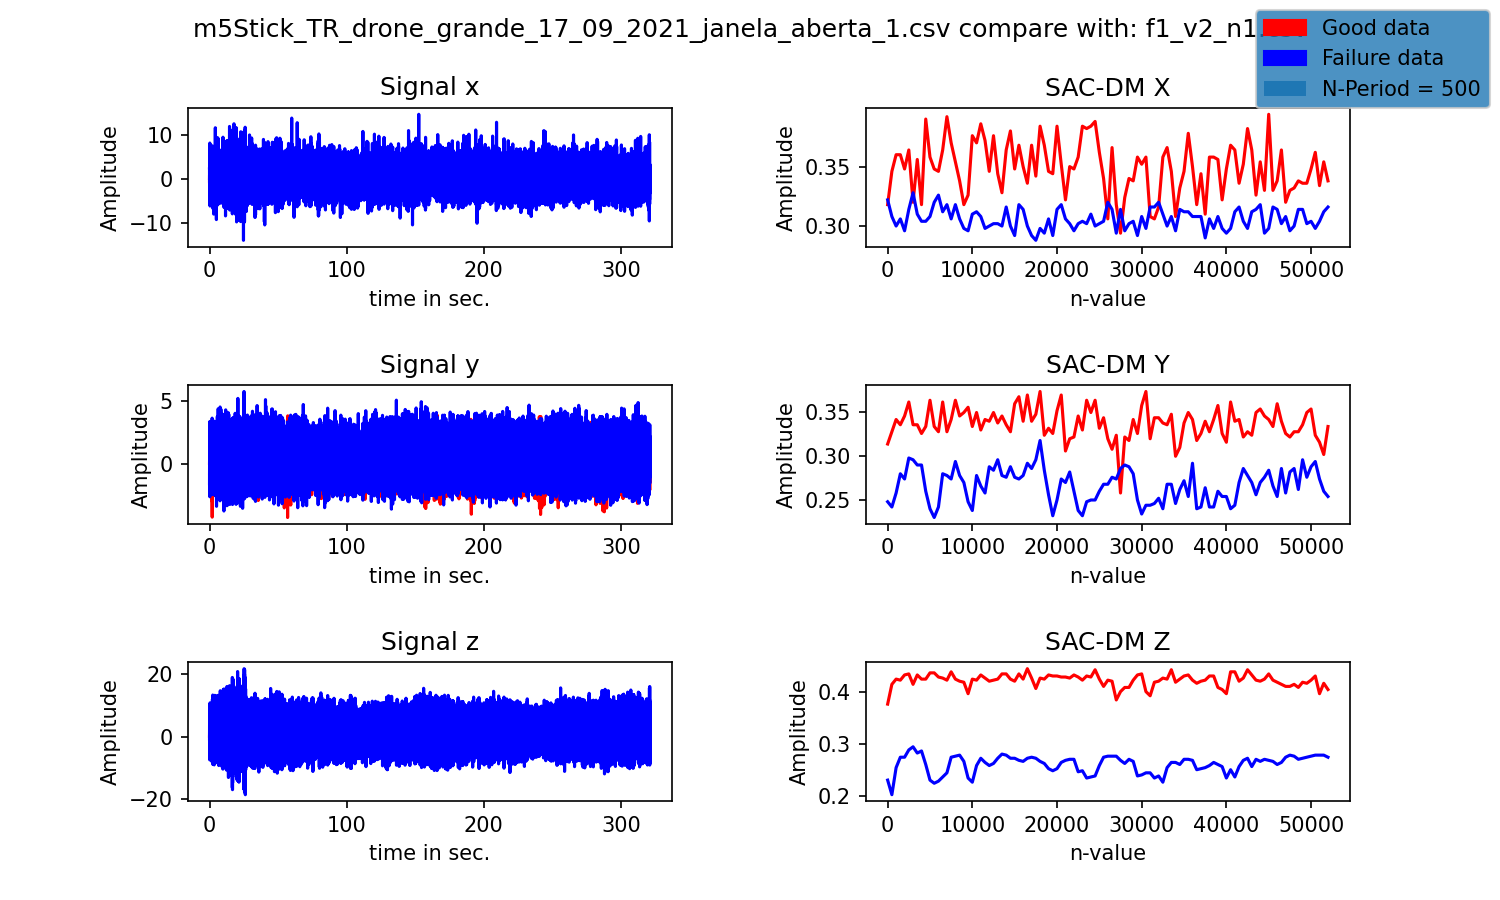 m5Stick_TR_drone_grande_17_09_2021_janela_aberta_1.csv compare with: f1_v2_n1
Good data
Failure data
N-Period = 500
Signal x
Amplitude
10
0
−10
0 100 200 300
time in sec.
SAC-DM X
Amplitude
0.35
0.30
0 10000 20000 30000 40000 50000
n-value
Signal y
Amplitude
5
0
0 100 200 300
time in sec.
SAC-DM Y
Amplitude
0.35
0.30
0.25
0 10000 20000 30000 40000 50000
n-value
Signal z
Amplitude
20
0
−20
0 100 200 300
time in sec.
SAC-DM Z
Amplitude
0.4
0.3
0.2
0 10000 20000 30000 40000 50000
n-value